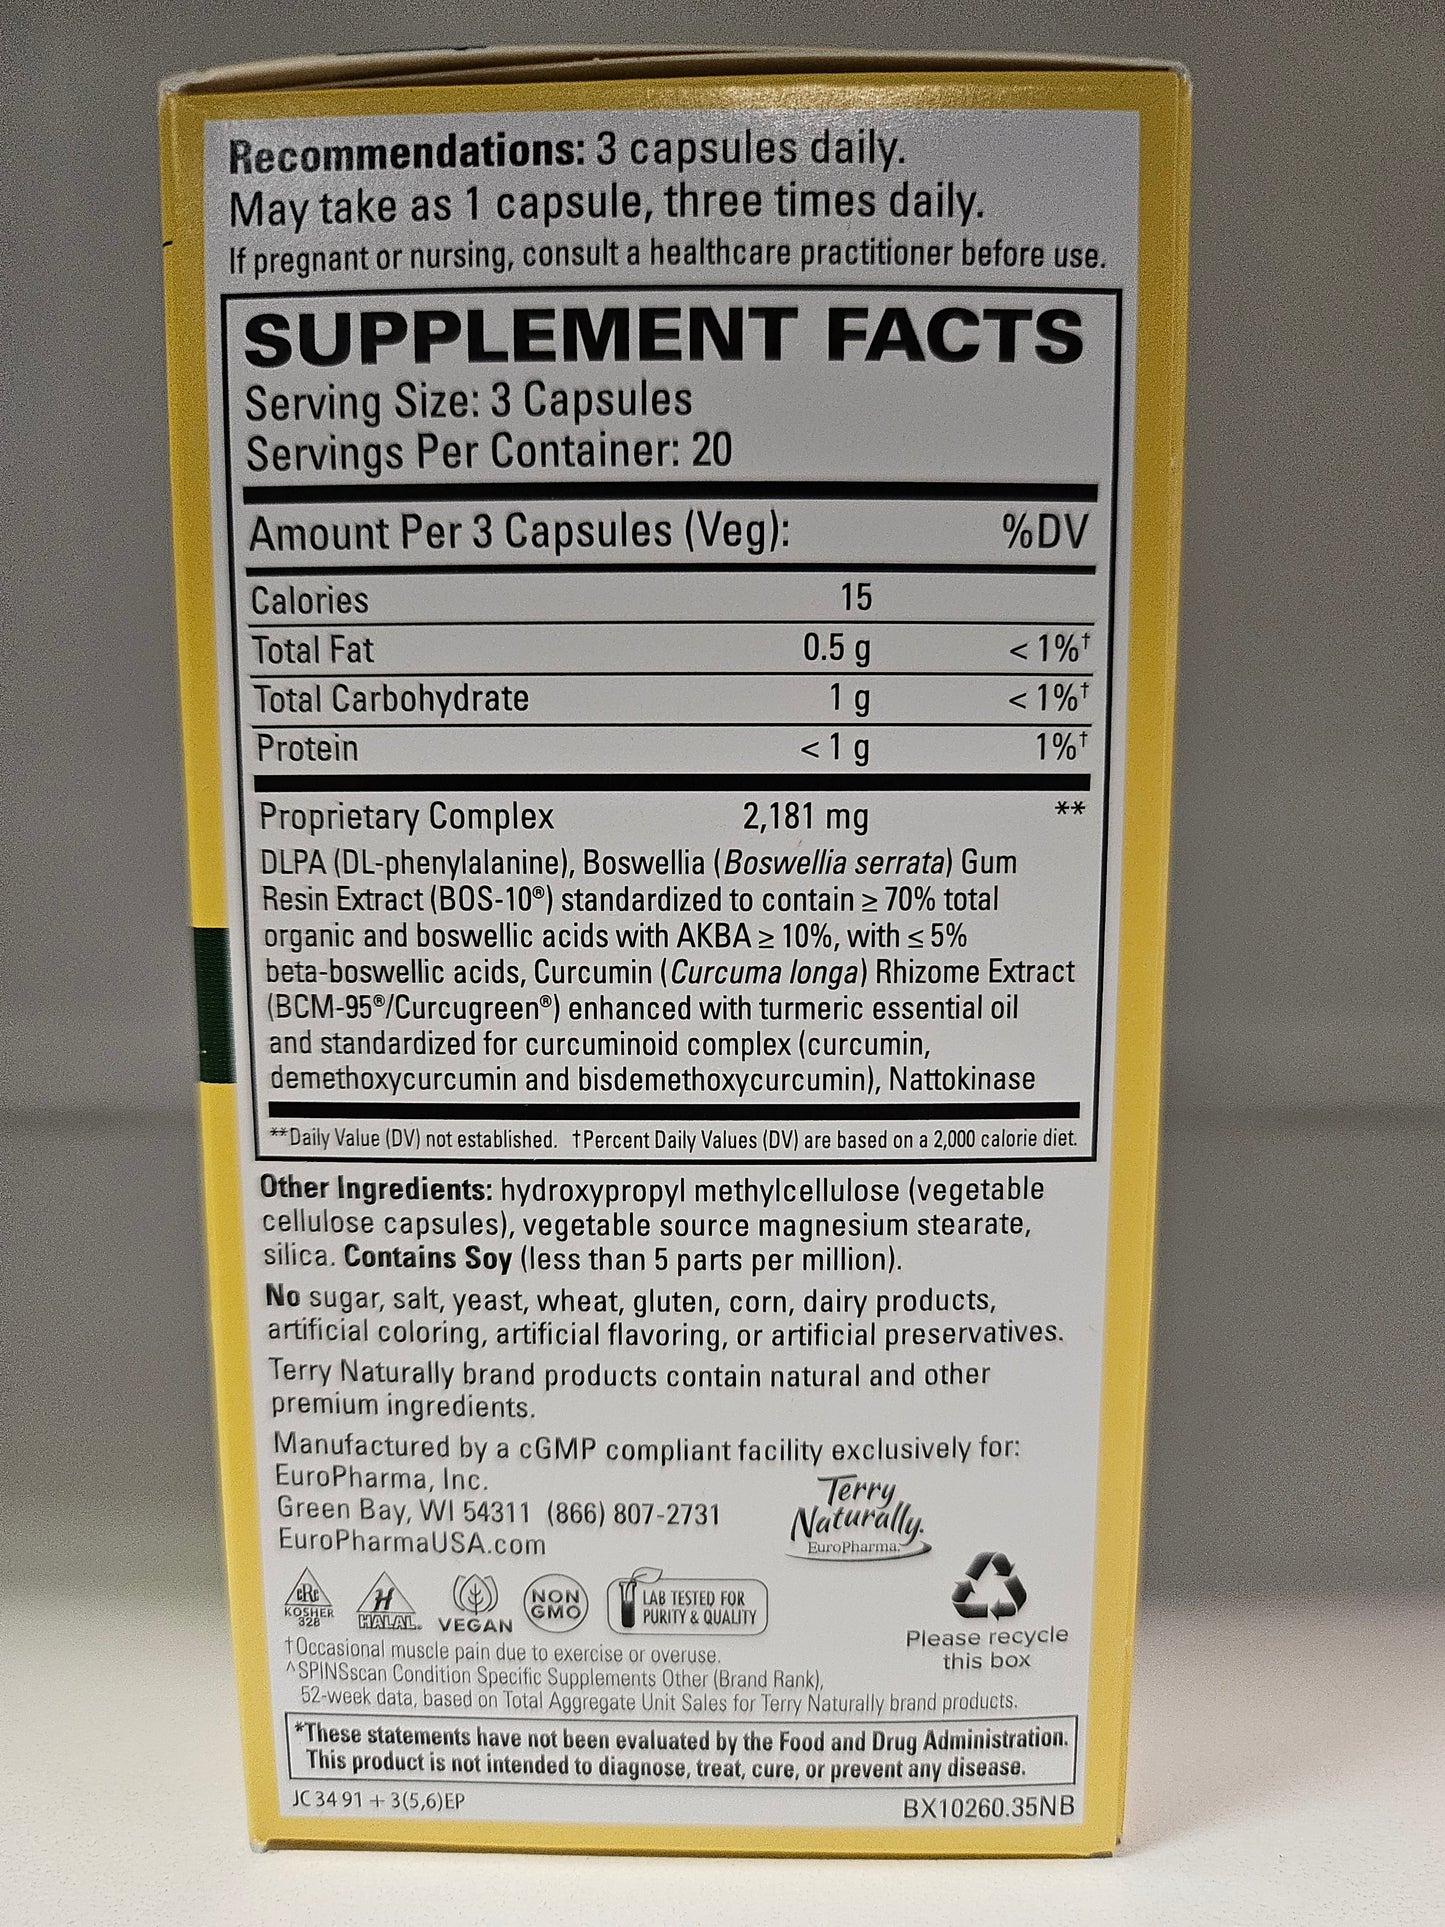 Recommendations: 3 capsules daily.
May take as 1 capsule, three times daily.
If pregnant or nursing, consult a healthcare practitioner before use.
SUPPLEMENT FACTS
Serving Size: 3 Capsules
Servings Per Container: 20
Amount Per 3 Capsules (Veg): %DV
Calories 15
Total Fat 0.5 g < 1%†
Total Carbohydrate 1 g < 1%†
Protein < 1 g 1%†
Proprietary Complex 2,181 mg **
DLPA (DL-phenylalanine), Boswellia (Boswellia serrata) Gum
Resin Extract (BOS-10®) standardized to contain ≥ 70% total
organic and boswellic acids with AKBA ≥ 10%, with ≤ 5%
beta-boswellic acids, Curcumin (Curcuma longa) Rhizome Extract
(BCM-95®/Curcugreen®) enhanced with turmeric essential oil
and standardized for curcuminoid complex (curcumin,
demethoxycurcumin and bisdemethoxycurcumin), Nattokinase
**Daily Value (DV) not established. †Percent Daily Values (DV) are based on a 2,000 calorie diet.
Other Ingredients: hydroxypropyl methylcellulose (vegetable
cellulose capsules), vegetable source magnesium stearate,
silica. Contains Soy (less than 5 parts per million).
No sugar, salt, yeast, wheat, gluten, corn, dairy products,
artificial coloring, artificial flavoring, or artificial preservatives.
Terry Naturally brand products contain natural and other
premium ingredients.
Manufactured by a cGMP compliant facility exclusively for:
EuroPharma, Inc.
Green Bay, WI 54311 (866) 807-2731
EuroPharmaUSA.com
Terry
Naturally.
EuroPharma.
cRc
KOSHER
328
H
HALAL.
VEGAN
NON
GMO
LAB TESTED FOR
PURITY & QUALITY
Please recycle
this box
†Occasional muscle pain due to exercise or overuse.
^SPINSscan Condition Specific Supplements Other (Brand Rank),
52-week data, based on Total Aggregate Unit Sales for Terry Naturally brand products.
*These statements have not been evaluated by the Food and Drug Administration.
This product is not intended to diagnose, treat, cure, or prevent any disease.
JC 34 91 + 3(5,6)EP
BX10260.35NB